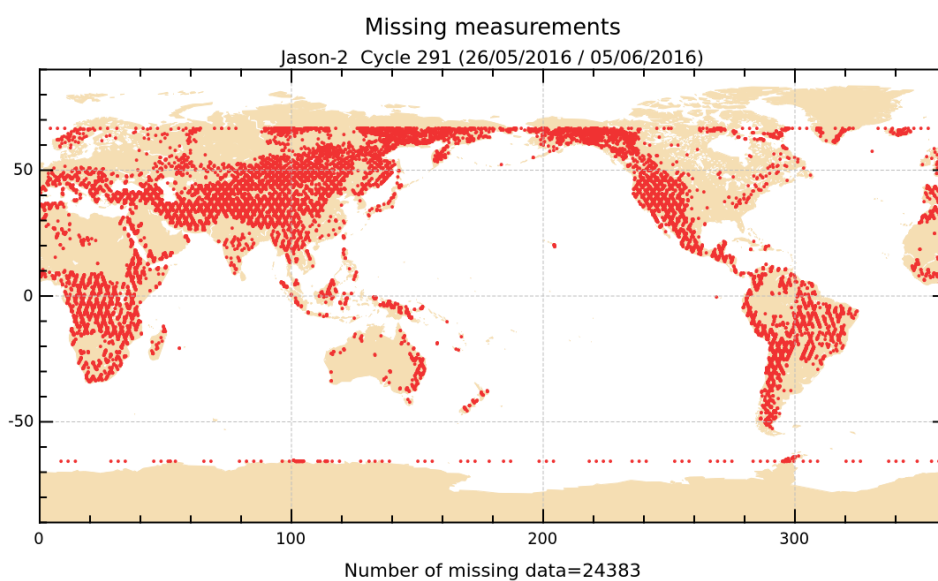 Missing measurements
Jason-2 Cycle 291 (26/05/2016 / 05/06/2016)
50
0
-50
0 100 200 300
Number of missing data=24383